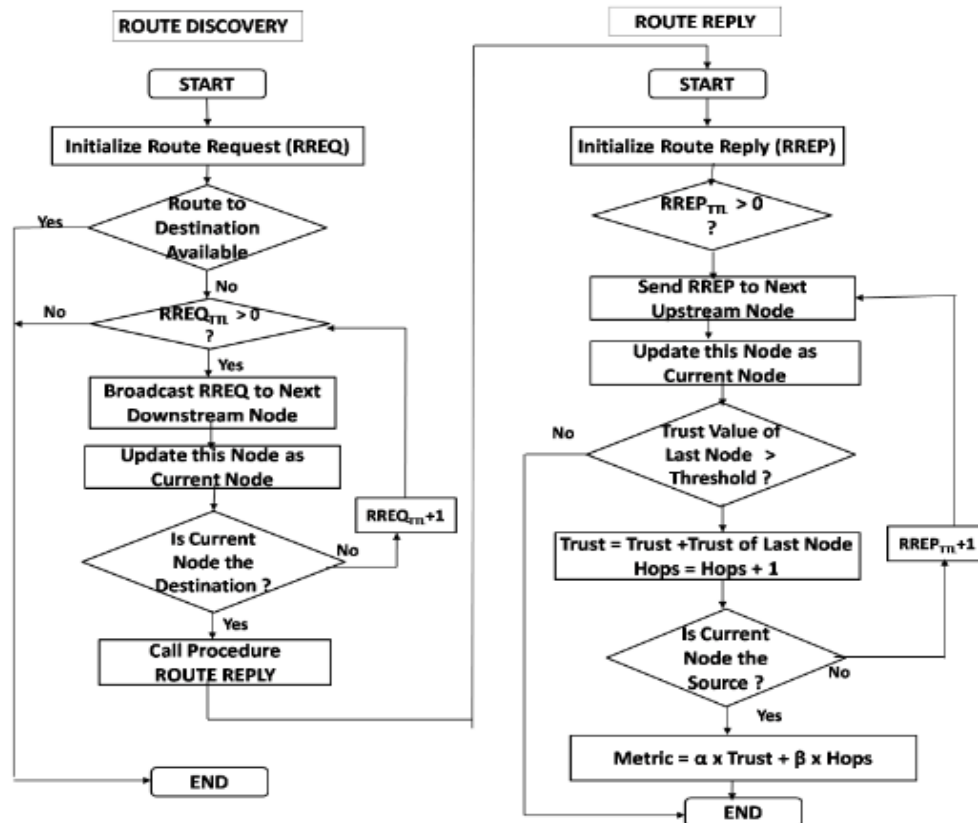 ROUTE DISCOVERY
START
Initialize Route Request (RREQ)
Route to
Destination
Available
Yes
No
RREQTTL > 0
?
No
Yes
Broadcast RREQ to Next
Downstream Node
Update this Node as
Current Node
RREQTTL+1
Is Current
Node the
Destination ?
No
Yes
Call Procedure
ROUTE REPLY
END
ROUTE REPLY
START
Initialize Route Reply (RREP)
RREPTTL > 0
?
Send RREP to Next
Upstream Node
Update this Node as
Current Node
No
Trust Value of
Last Node >
Threshold ?
Trust = Trust +Trust of Last Node
Hops = Hops + 1
RREPTTL+1
Is Current
Node the
Source ?
No
Yes
Metric = α x Trust + β x Hops
END